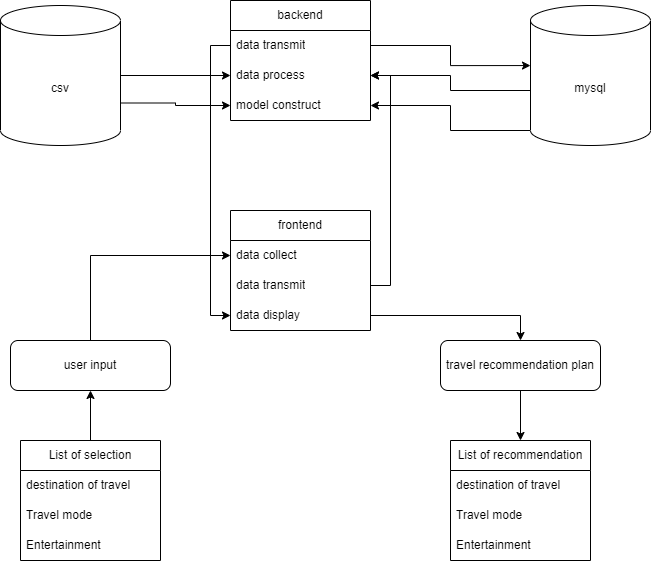 backend
data transmit
data process
model construct
csv
mysql
frontend
data collect
data transmit
data display
user input
travel recommendation plan
List of selection
destination of travel
Travel mode
Entertainment
List of recommendation
destination of travel
Travel mode
Entertainment